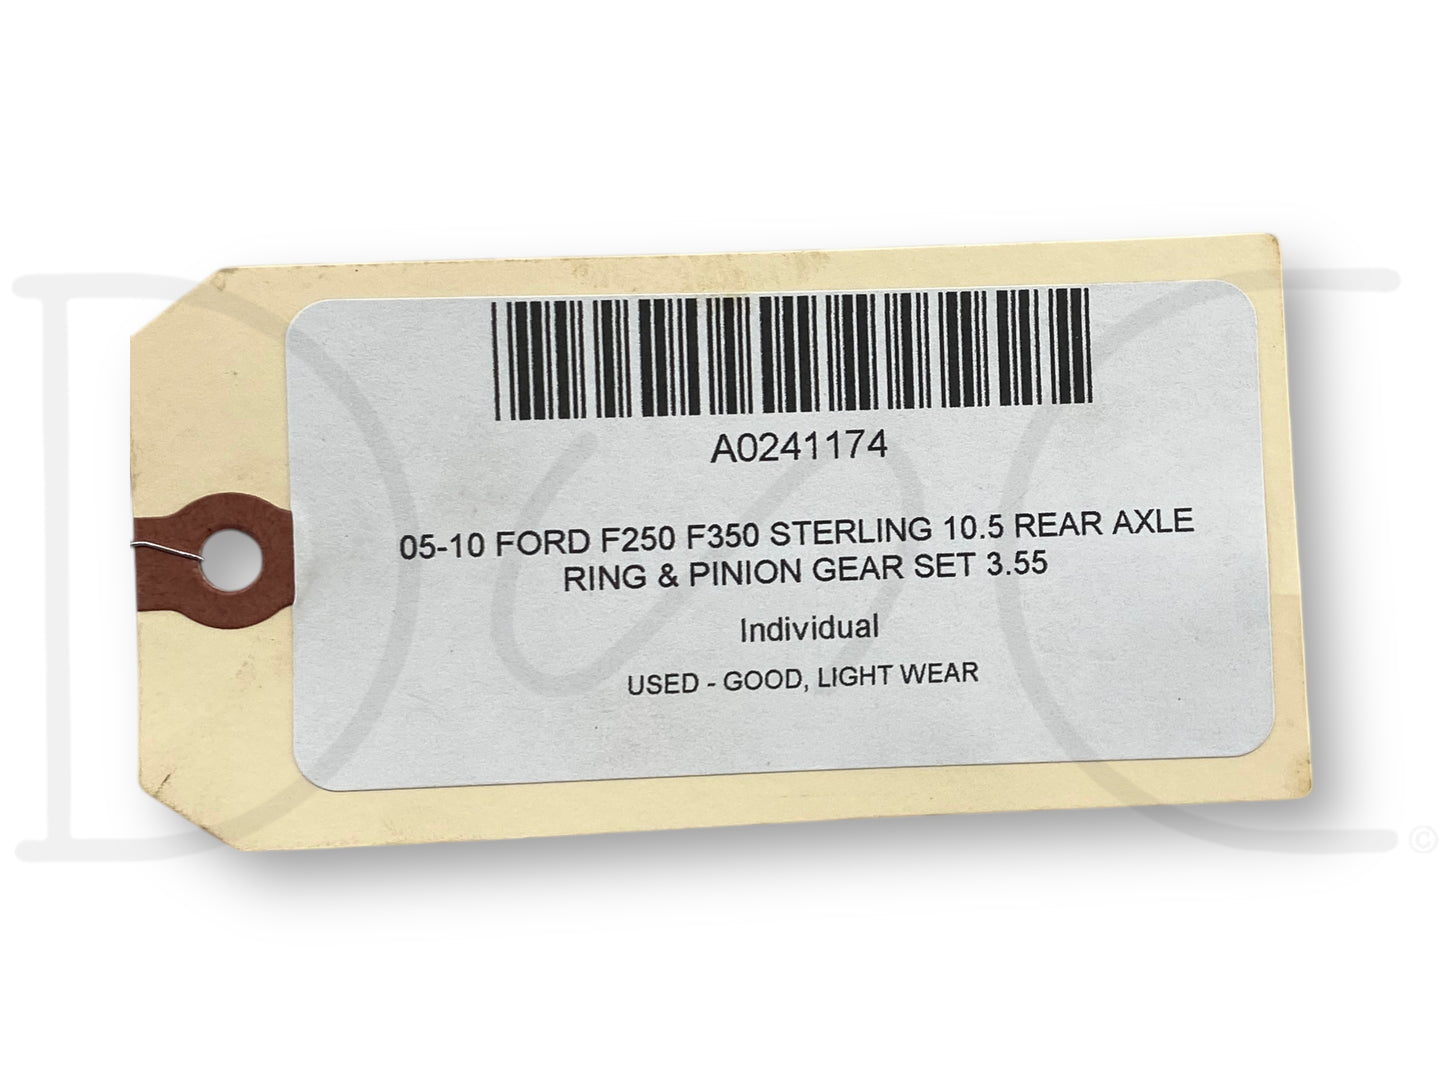 A0241174
05-10 FORD F250 F350 STERLING 10.5 REAR AXLE
RING & PINION GEAR SET 3.55
Individual
USED - GOOD, LIGHT WEAR
©